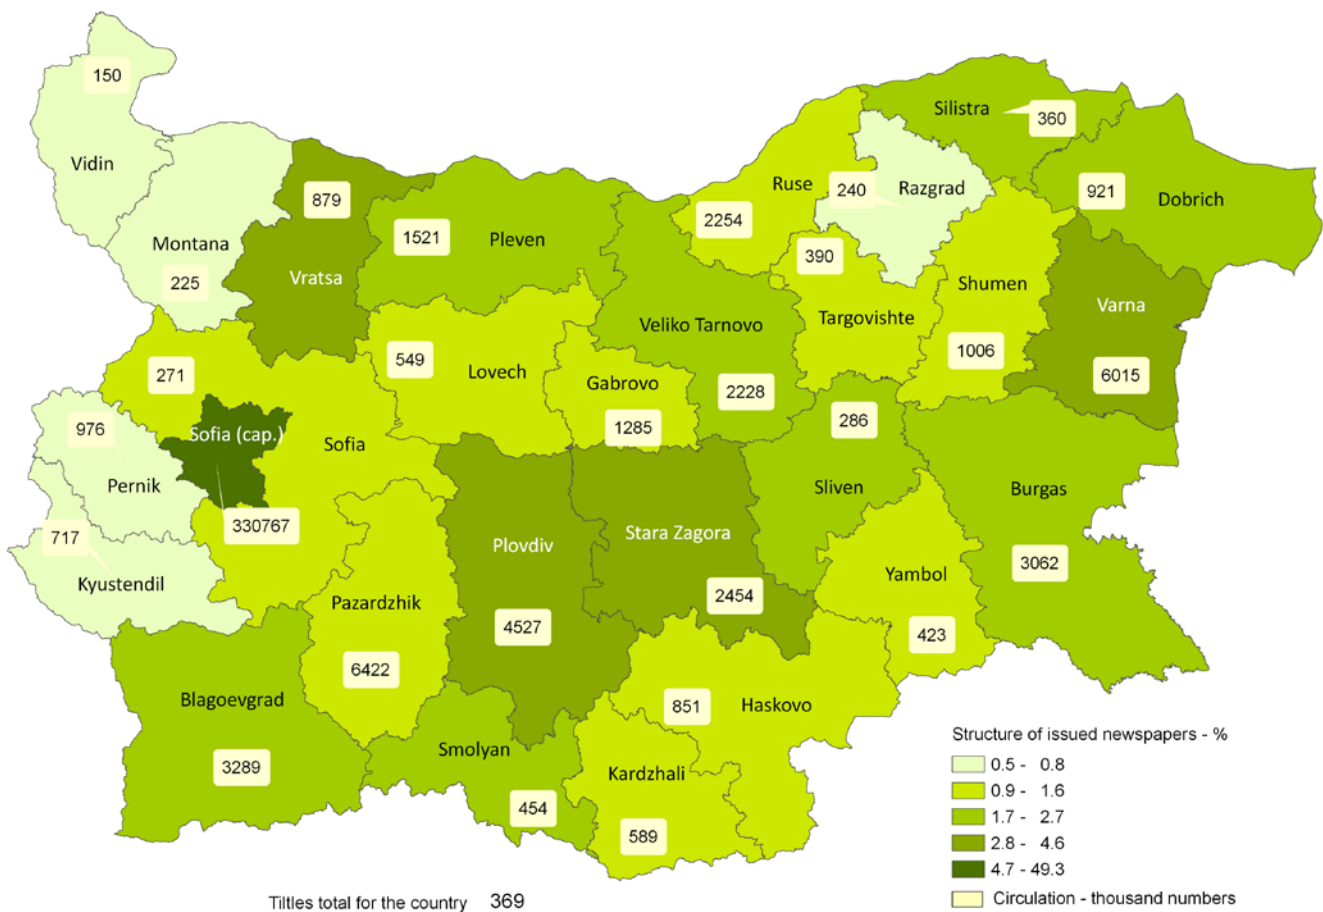 150
Vidin
Silistra
360
Ruse
240
Razgrad
921
Dobrich
879
2254
1521
Pleven
Montana
225
Vratsa
390
Shumen
Varna
Targovishte
Veliko Tarnovo
1006
6015
271
549
Lovech
Gabrovo
2228
1285
286
976
Sofia (cap.)
Sofia
Pernik
Sliven
Burgas
717
330767
Plovdiv
Stara Zagora
Kyustendil
3062
Yambol
Pazardzhik
2454
4527
423
6422
Blagoevgrad
851
Haskovo
Smolyan
3289
Kardzhali
454
589
Structure of issued newspapers - %
0.5 - 0.8
0.9 - 1.6
1.7 - 2.7
2.8 - 4.6
4.7 - 49.3
Circulation - thousand numbers
Tiltles total for the country 369